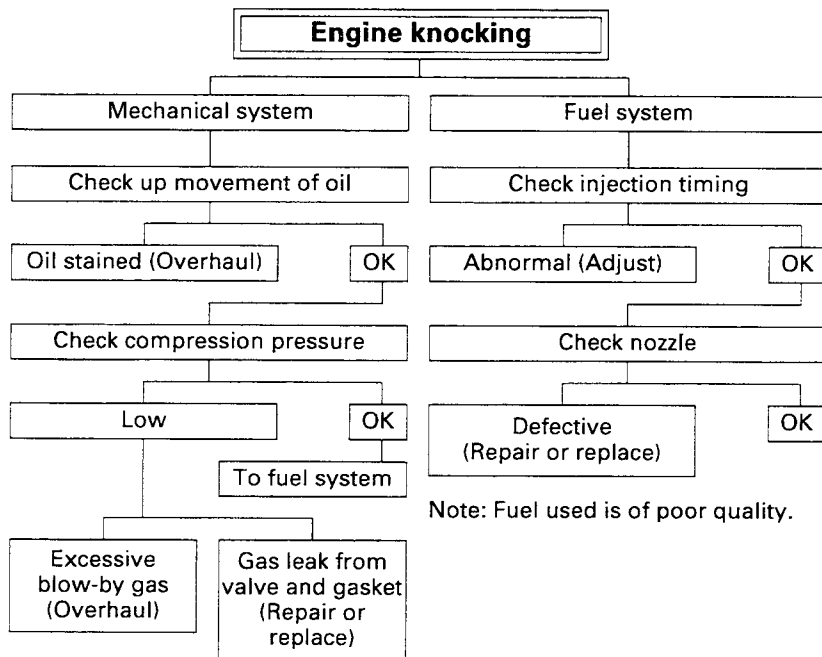 Engine knocking
Mechanical system
Fuel system
Check up movement of oil
Check injection timing
Oil stained (Overhaul)
OK
Abnormal (Adjust)
OK
Check compression pressure
Check nozzle
Low
OK
Defective
(Repair or replace)
OK
To fuel system
Note: Fuel used is of poor quality.
Excessive
blow-by gas
(Overhaul)
Gas leak from
valve and gasket
(Repair or
replace)